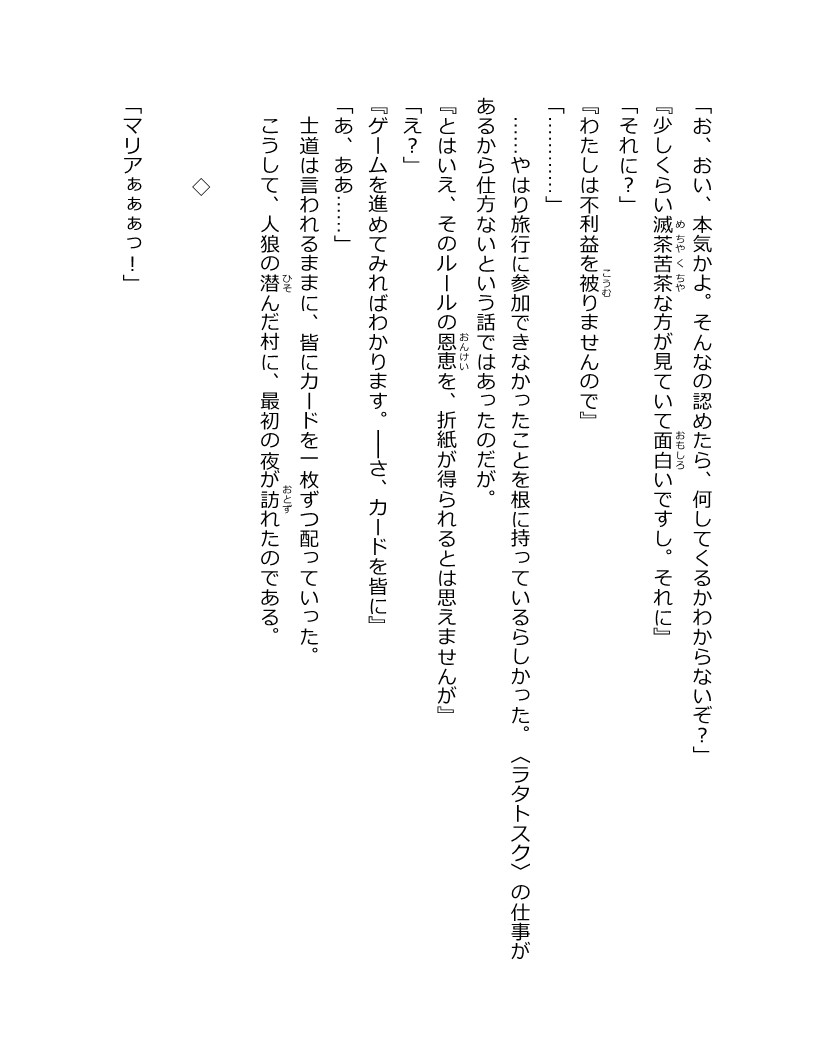 「お、おい、本気かよ。そんなの認めたら、何してくるかわからないぞ？」
『少しくらい滅茶苦茶な方が見ていて面白いですし。それに』
「それに？」
『わたしは不利益を被りませんので』
「…………」
……やはり旅行に参加できなかったことを根に持っているらしかった。〈ラタトスク〉の仕事が
あるから仕方ないという話ではあったのだが。
『とはいえ、そのルールの恩恵を、折紙が得られるとは思えませんが』
「え？」
『ゲームを進めてみればわかります。――さ、カードを皆に』
「あ、ああ……」
士道は言われるままに、皆にカードを一枚ずつ配っていった。
こうして、人狼の潜んだ村に、最初の夜が訪れたのである。
◇
「マリアぁぁぁっ！」